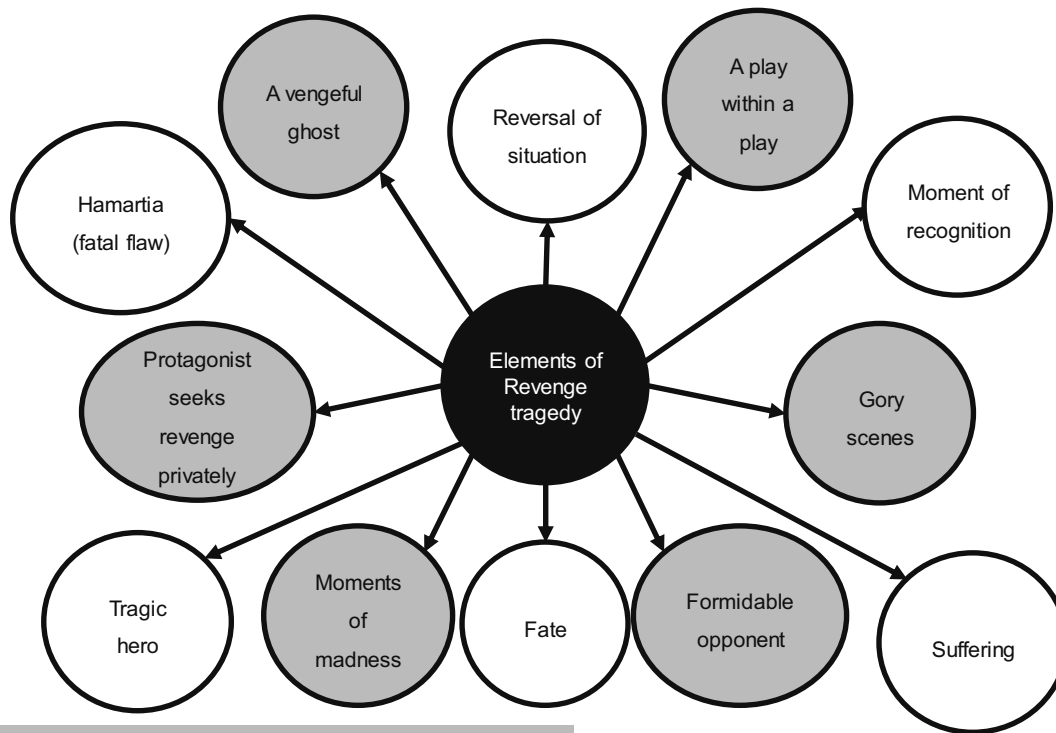 A vengeful
ghost
Reversal of
situation
A play
within a
play
Hamartia
(fatal flaw)
Moment of
recognition
Protagonist
seeks
revenge
privately
Elements of
Revenge
tragedy
Gory
scenes
Tragic
hero
Moments
of
madness
Fate
Formidable
opponent
Suffering